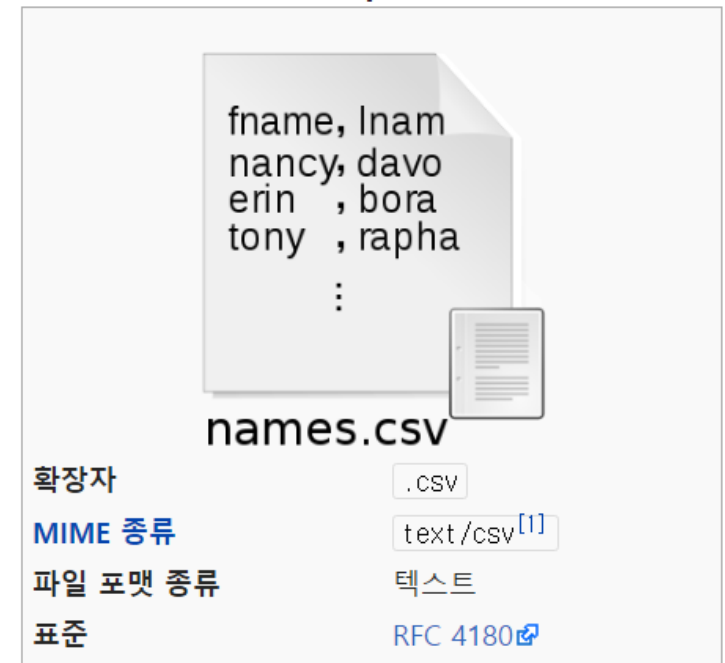 fname, lnam
nancy, davo
erin , bora
tony , rapha
⋮
names.csv
확장자 .csv
MIME 종류 text/csv[1]
파일 포맷 종류 텍스트
표준 RFC 4180